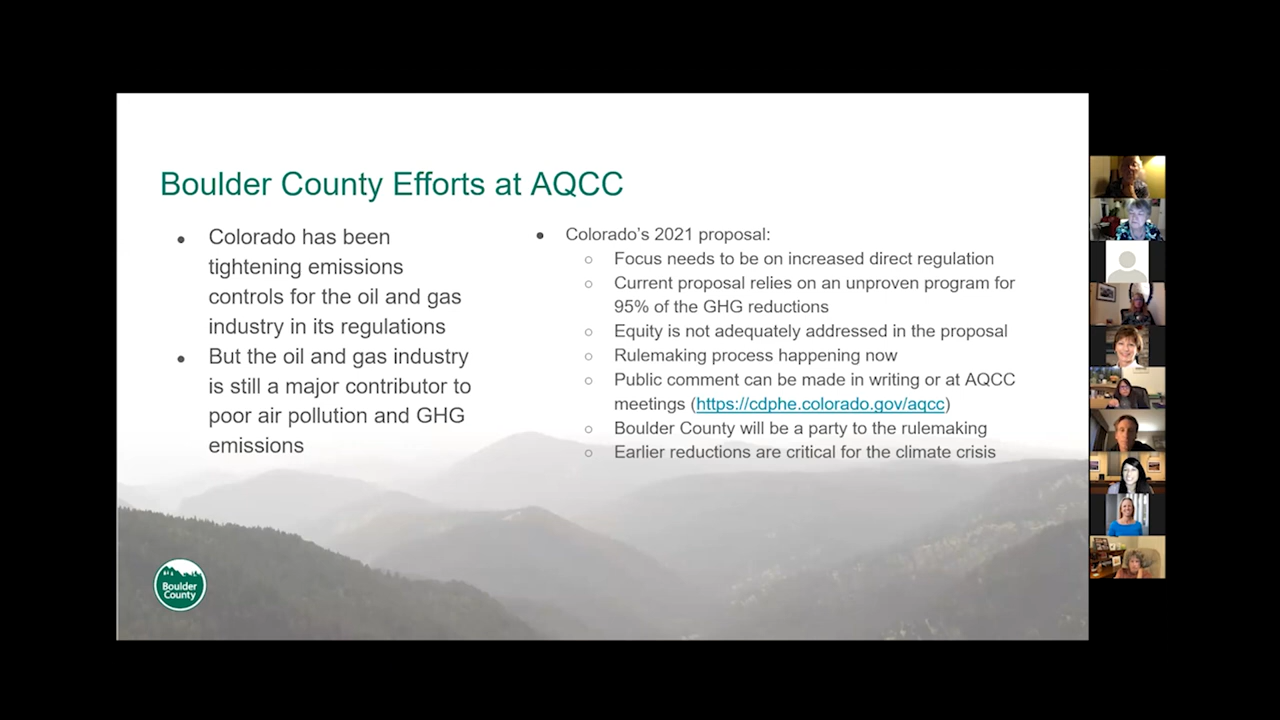 Boulder County Efforts at AQCC
• Colorado has been
tightening emissions
controls for the oil and gas
industry in its regulations
• But the oil and gas industry
is still a major contributor to
poor air pollution and GHG
emissions
• Colorado's 2021 proposal:
○ Focus needs to be on increased direct regulation
○ Current proposal relies on an unproven program for
95% of the GHG reductions
○ Equity is not adequately addressed in the proposal
○ Rulemaking process happening now
○ Public comment can be made in writing or at AQCC
meetings (https://cdphe.colorado.gov/aqcc)
○ Boulder County will be a party to the rulemaking
○ Earlier reductions are critical for the climate crisis
Boulder
County